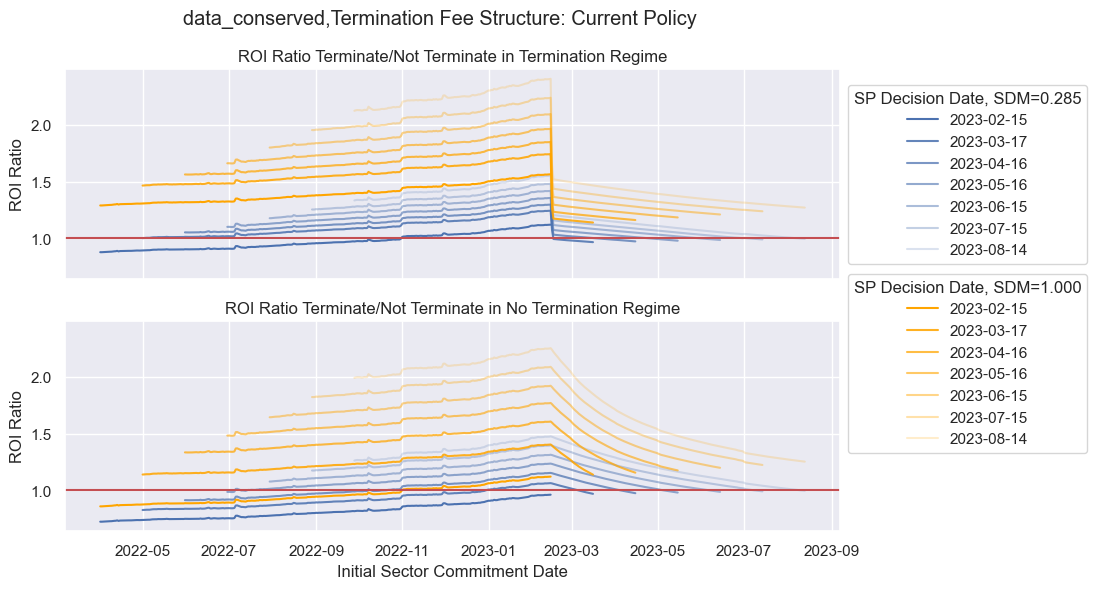 data_conserved,Termination Fee Structure: Current Policy
ROI Ratio Terminate/Not Terminate in Termination Regime
ROI Ratio
2.0
1.5
1.0
SP Decision Date, SDM=0.285
2023-02-15
2023-03-17
2023-04-16
2023-05-16
2023-06-15
2023-07-15
2023-08-14
ROI Ratio Terminate/Not Terminate in No Termination Regime
ROI Ratio
2.0
1.5
1.0
SP Decision Date, SDM=1.000
2023-02-15
2023-03-17
2023-04-16
2023-05-16
2023-06-15
2023-07-15
2023-08-14
2022-05 2022-07 2022-09 2022-11 2023-01 2023-03 2023-05 2023-07 2023-09
Initial Sector Commitment Date